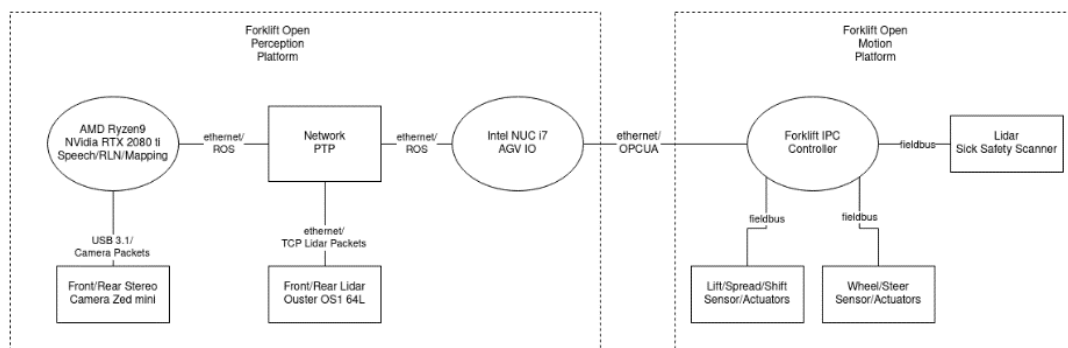 Forklift Open
Perception
Platform
Forklift Open
Motion
Platform
AMD Ryzen9
NVidia RTX 2080 ti
Speech/RLN/Mapping
ethernet/
ROS
Network
PTP
ethernet/
ROS
Intel NUC i7
AGV IO
ethernet/
OPCUA
Forklift IPC
Controller
fieldbus
Lidar
Sick Safety Scanner
USB 3.1/
Camera Packets
ethernet/
TCP Lidar Packets
fieldbus
fieldbus
Front/Rear Stereo
Camera Zed mini
Front/Rear Lidar
Ouster OS1 64L
Lift/Spread/Shift
Sensor/Actuators
Wheel/Steer
Sensor/Actuators